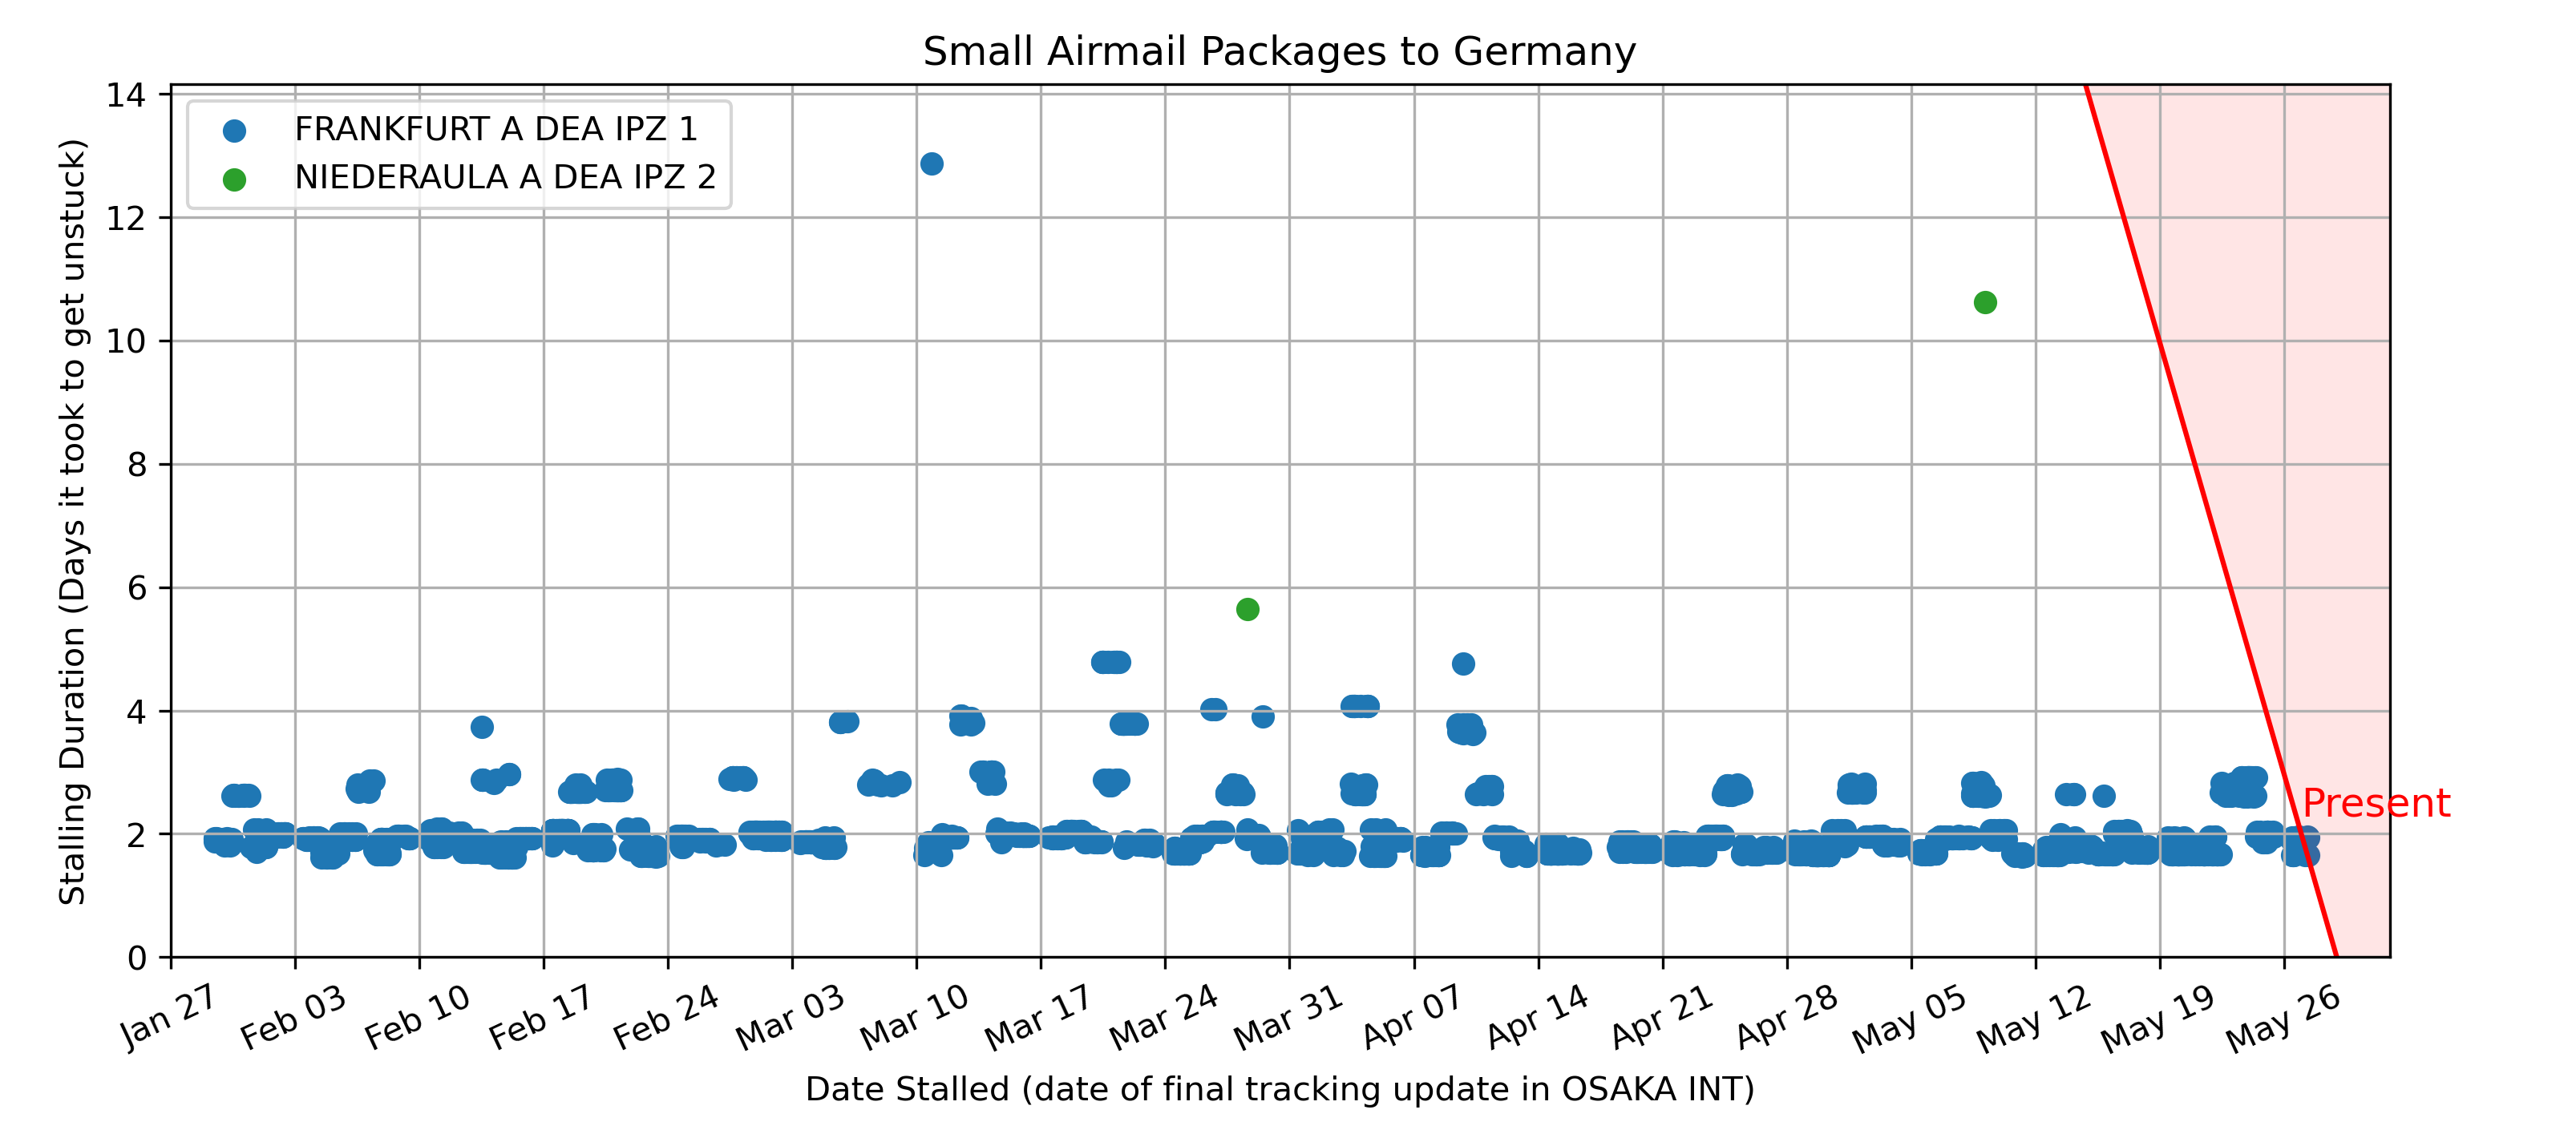 Small Airmail Packages to Germany
FRANKFURT A DEA IPZ 1
NIEDERAULA A DEA IPZ 2
Stalling Duration (Days it took to get unstuck)
14
12
10
8
6
4
2
0
Present
Jan 27
Feb 03
Feb 10
Feb 17
Feb 24
Mar 03
Mar 10
Mar 17
Mar 24
Mar 31
Apr 07
Apr 14
Apr 21
Apr 28
May 05
May 12
May 19
May 26
Date Stalled (date of final tracking update in OSAKA INT)